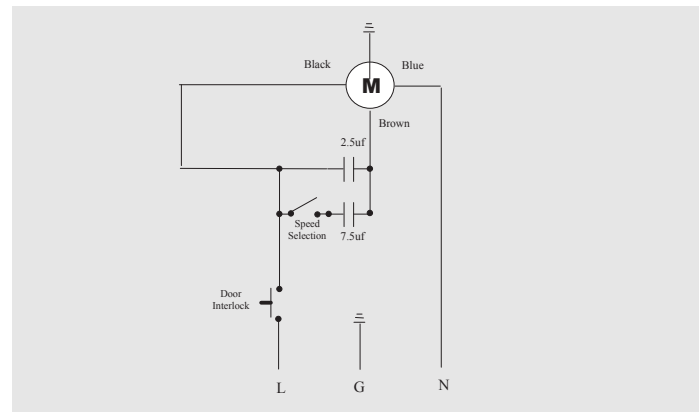 Black
Blue
M
Brown
2.5uf
Speed
Selection
7.5uf
Door
Interlock
L
G
N